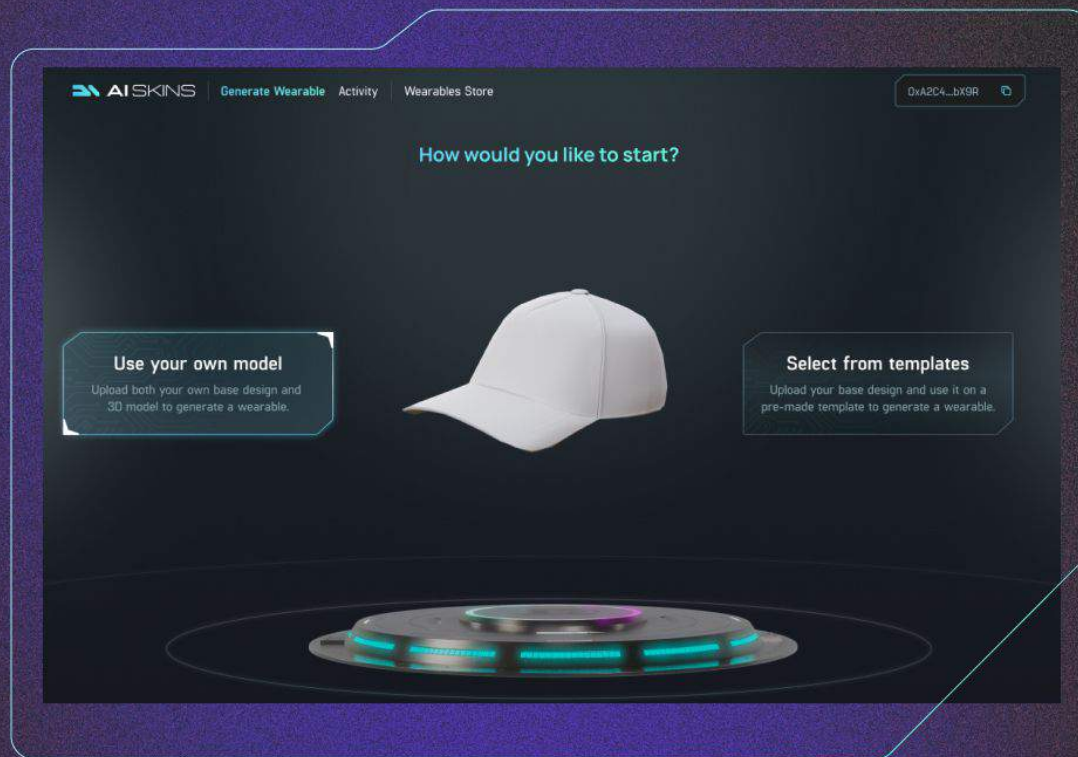 AI SKINS
Generate Wearable
Activity
Wearables Store
0xA2C4...bX9R
How would you like to start?
Use your own model
Upload both your own base design and
3D model to generate a wearable.
Select from templates
Upload your base design and use it on a
pre-made template to generate a wearable.